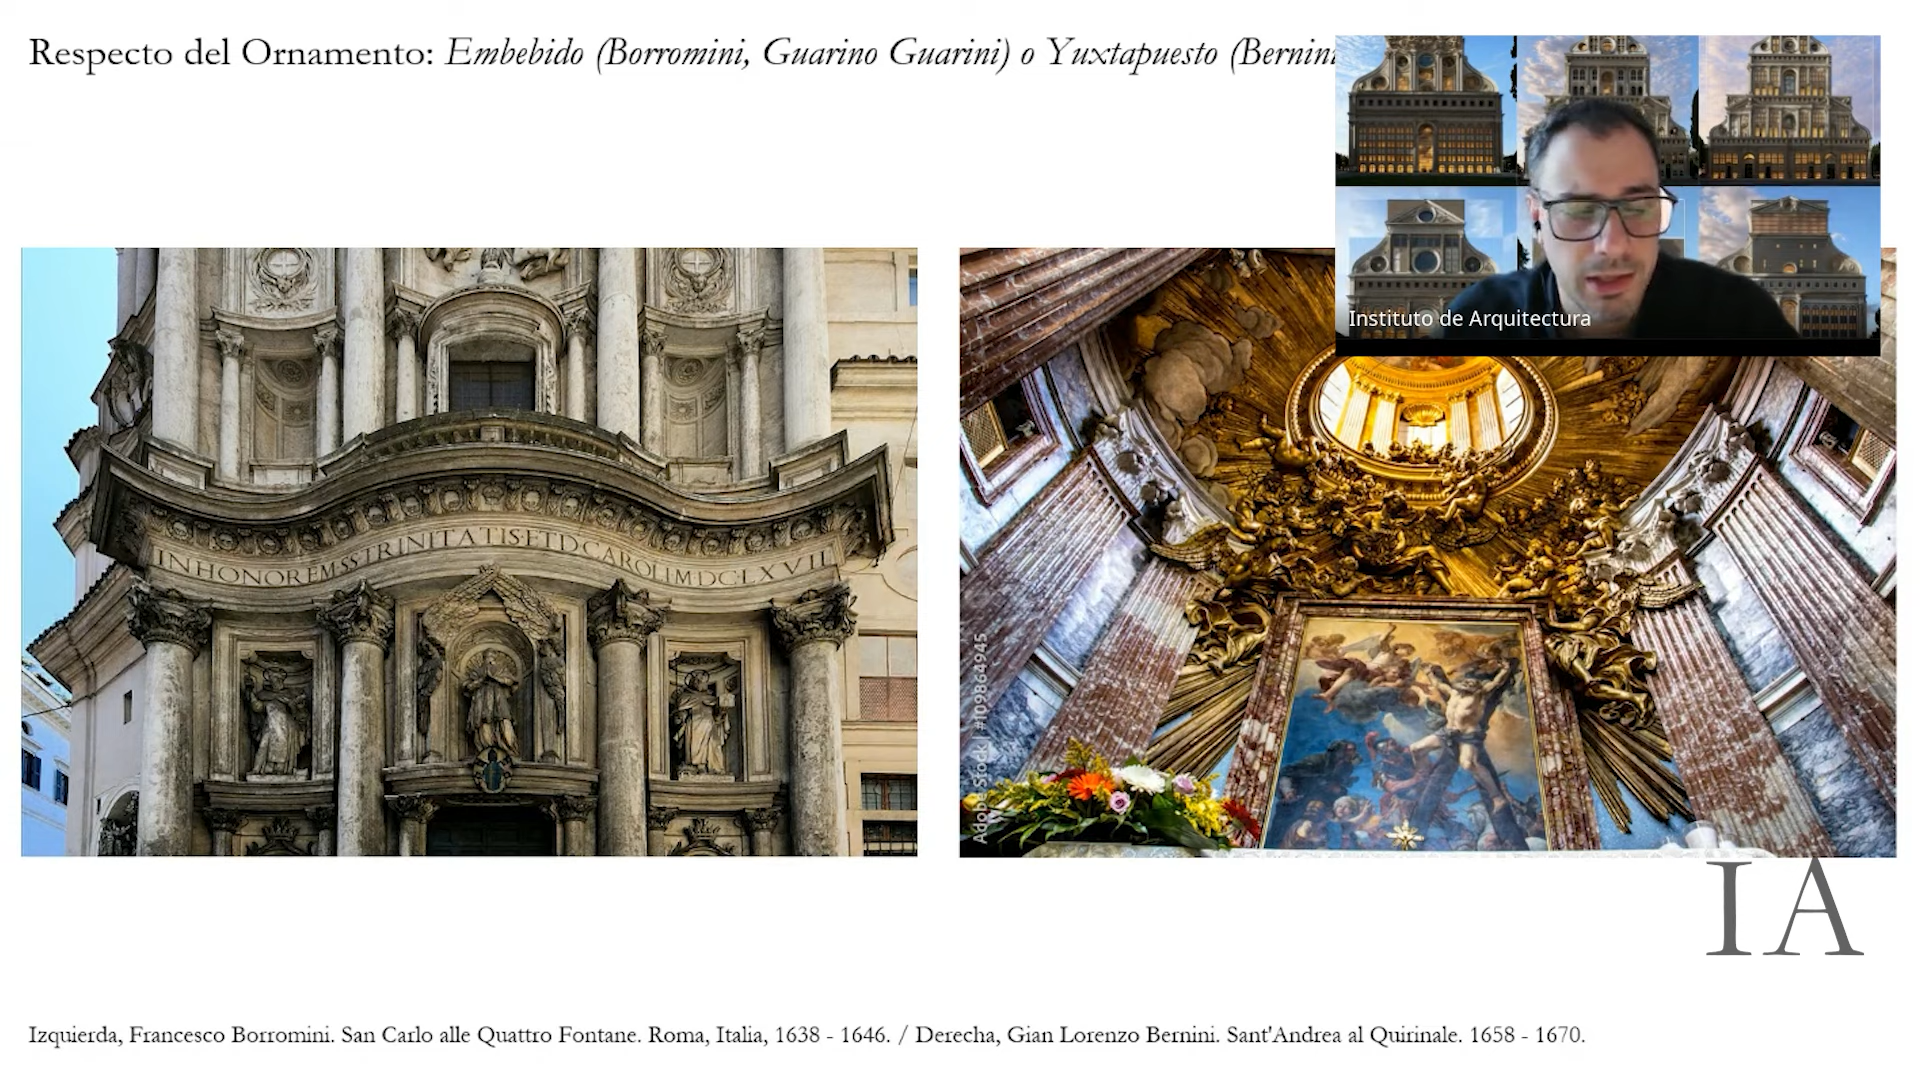 Respecto del Ornamento: Embebido (Borromini, Guarino Guarini) o Yuxtapuesto (Bernini
Instituto de Arquitectura
INHONOREMSSTRINITATISETDCAROLIMDCLXVII
Adobe Stock | #109864945
IA
Izquierda, Francesco Borromini. San Carlo alle Quattro Fontane. Roma, Italia, 1638 - 1646. / Derecha, Gian Lorenzo Bernini. Sant'Andrea al Quirinale. 1658 - 1670.